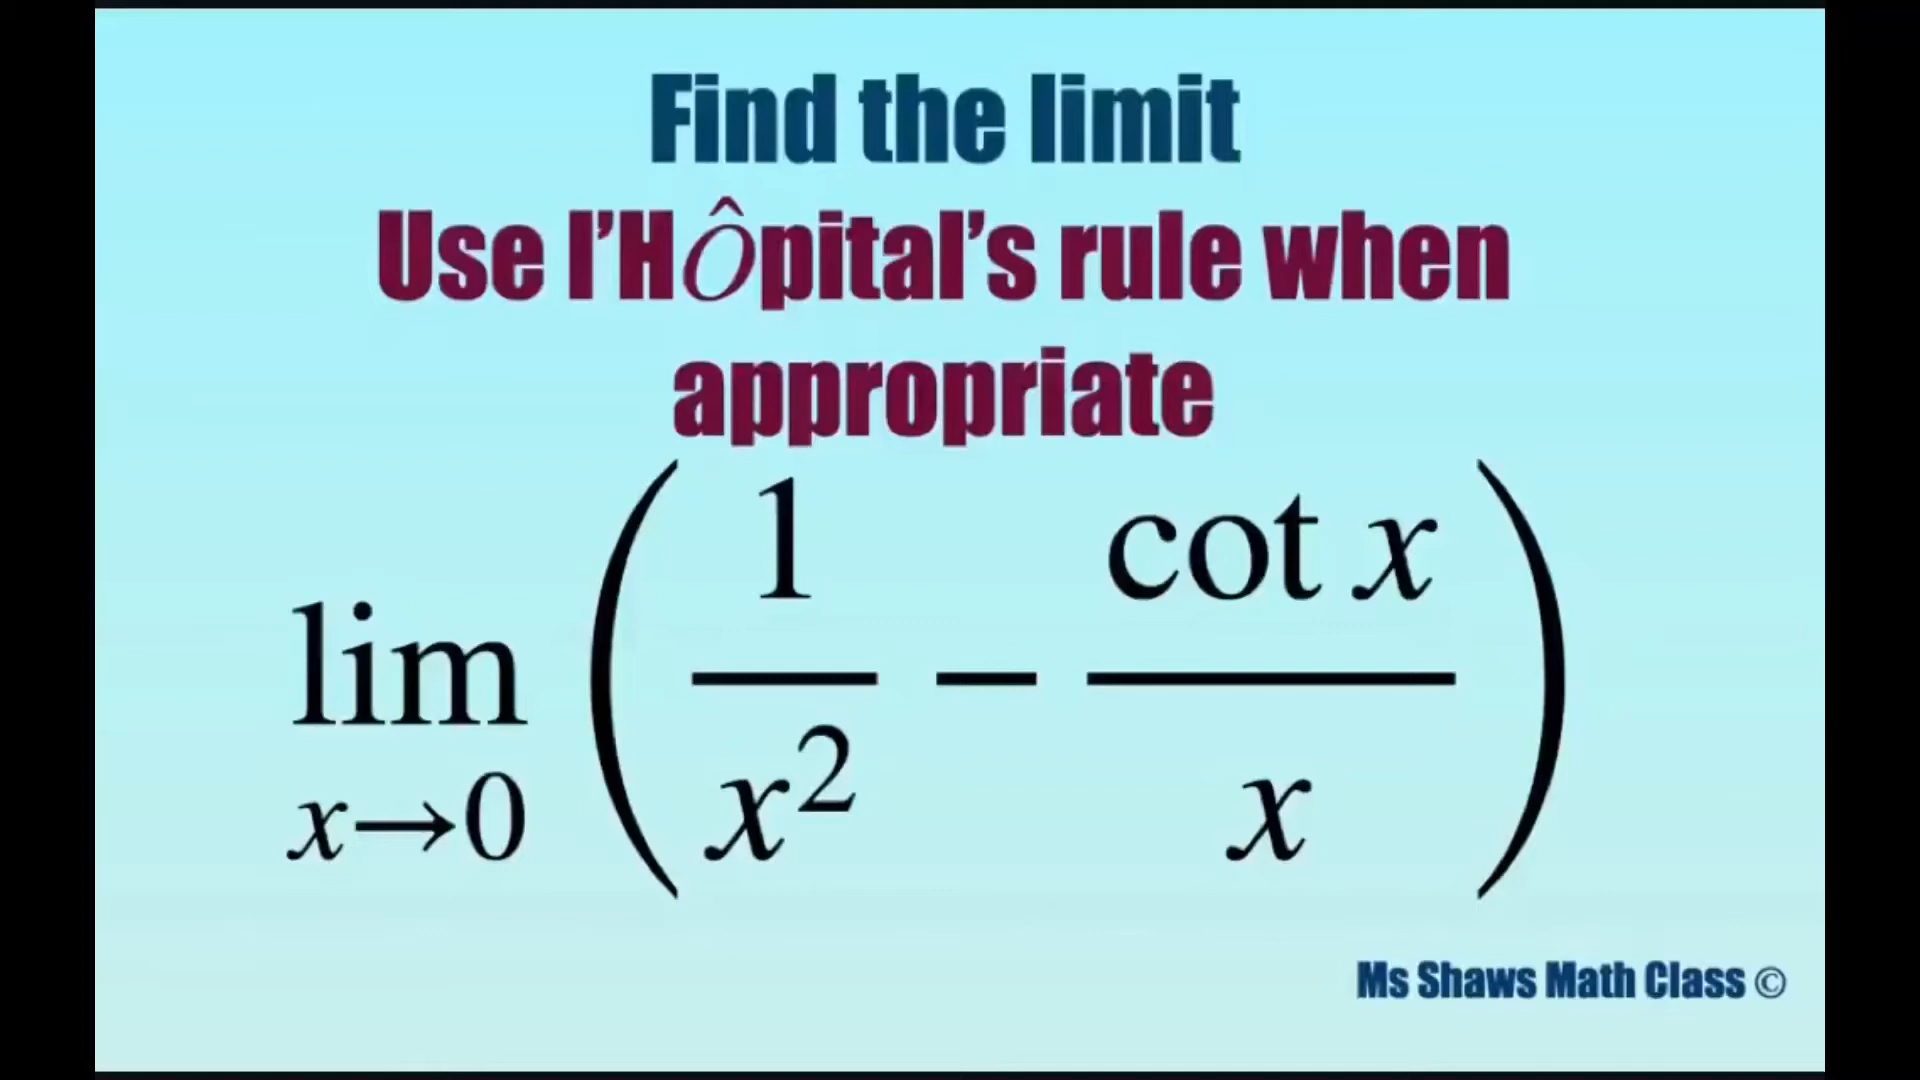 Find the limit
Use l’HÔpital’s rule when
appropriate
lim x→0 ( 1/x² − cot x/x )
Ms Shaws Math Class ©